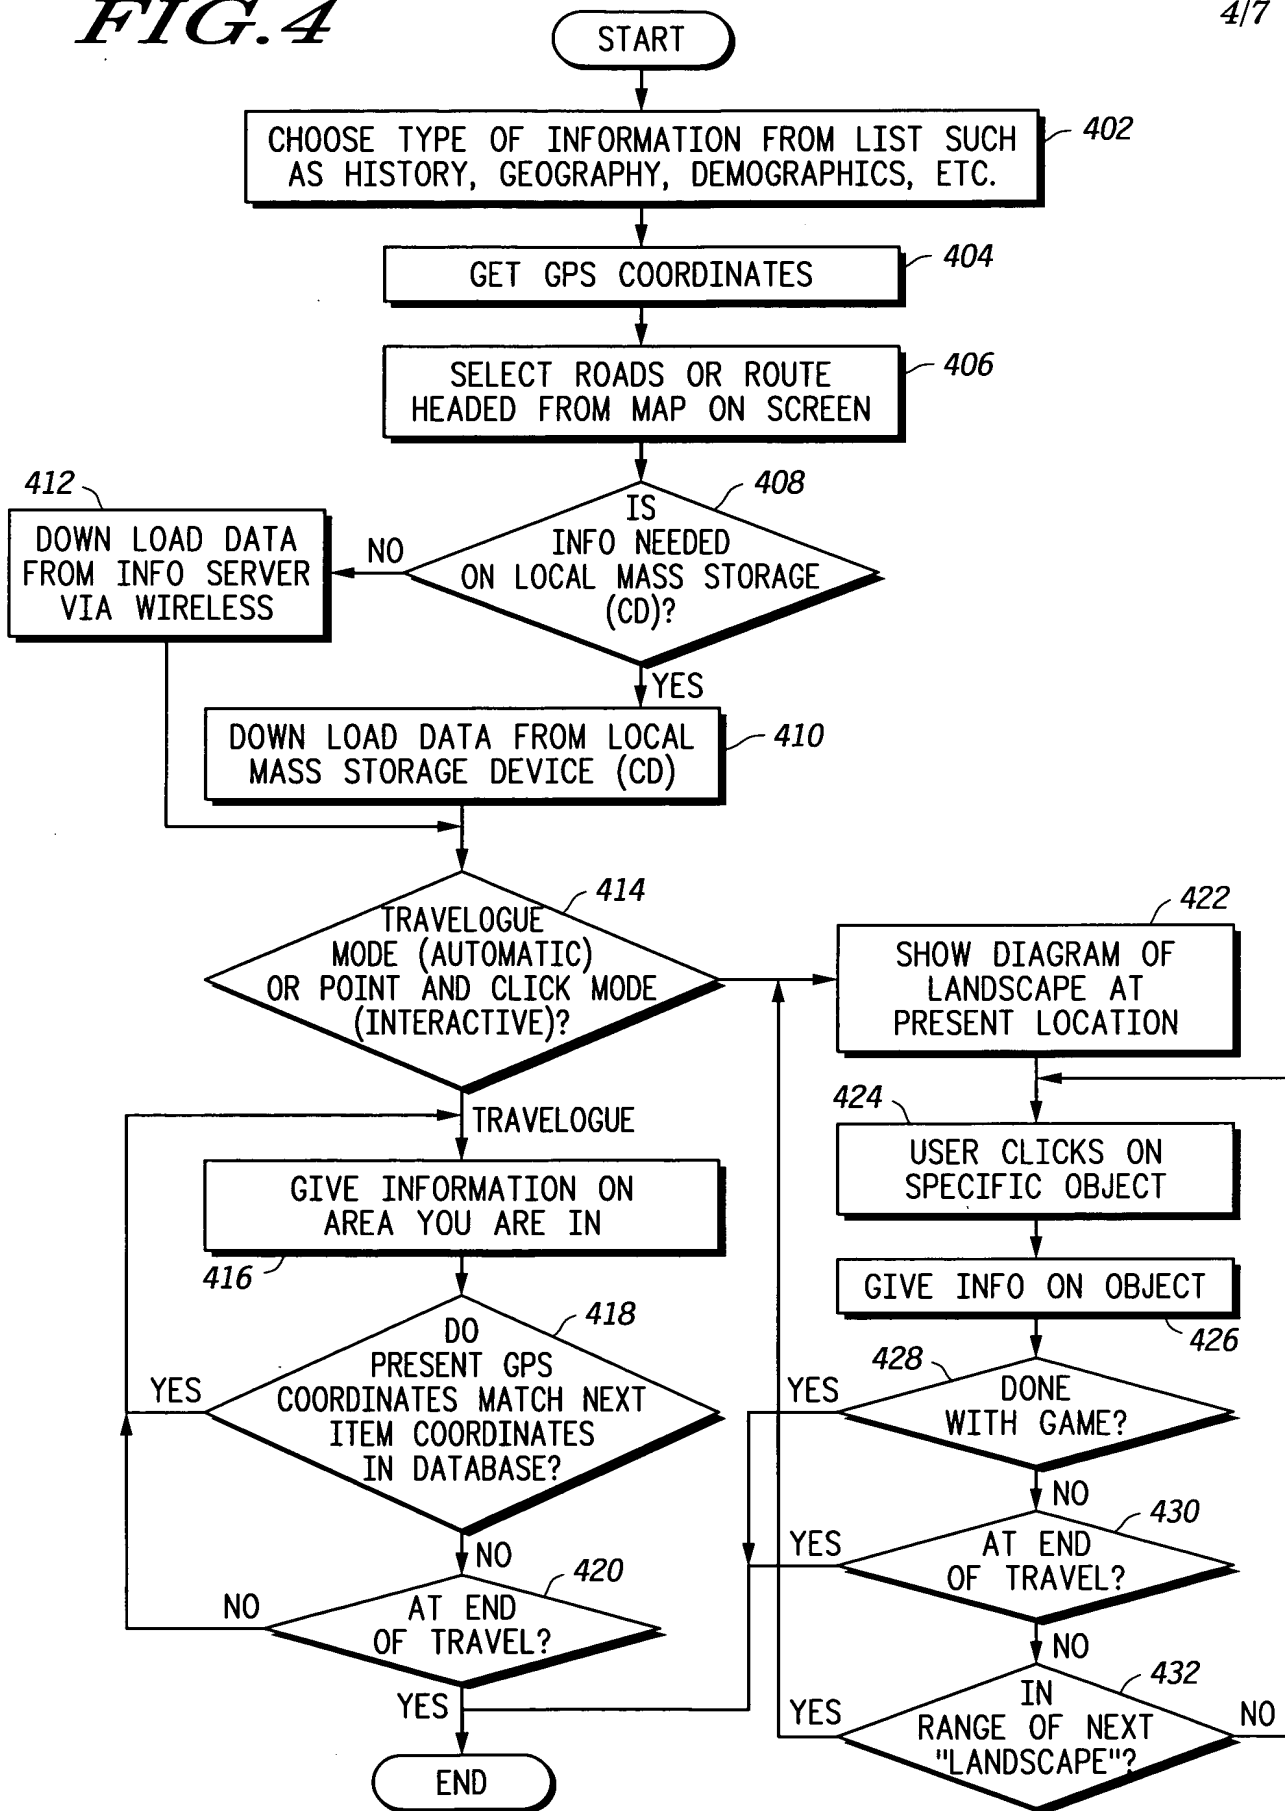 FIG.4
4/7
START
CHOOSE TYPE OF INFORMATION FROM LIST SUCH
AS HISTORY, GEOGRAPHY, DEMOGRAPHICS, ETC.
402
GET GPS COORDINATES
404
SELECT ROADS OR ROUTE
HEADED FROM MAP ON SCREEN
406
IS
INFO NEEDED
ON LOCAL MASS STORAGE
(CD)?
408
NO
412
DOWN LOAD DATA
FROM INFO SERVER
VIA WIRELESS
YES
DOWN LOAD DATA FROM LOCAL
MASS STORAGE DEVICE (CD)
410
TRAVELOGUE
MODE (AUTOMATIC)
OR POINT AND CLICK MODE
(INTERACTIVE)?
414
TRAVELOGUE
GIVE INFORMATION ON
AREA YOU ARE IN
416
DO
PRESENT GPS
COORDINATES MATCH NEXT
ITEM COORDINATES
IN DATABASE?
418
YES
NO
AT END
OF TRAVEL?
420
NO
YES
END
422
SHOW DIAGRAM OF
LANDSCAPE AT
PRESENT LOCATION
424
USER CLICKS ON
SPECIFIC OBJECT
GIVE INFO ON OBJECT
426
428
DONE
WITH GAME?
YES
NO
430
AT END
OF TRAVEL?
YES
NO
432
IN
RANGE OF NEXT
"LANDSCAPE"?
YES
NO